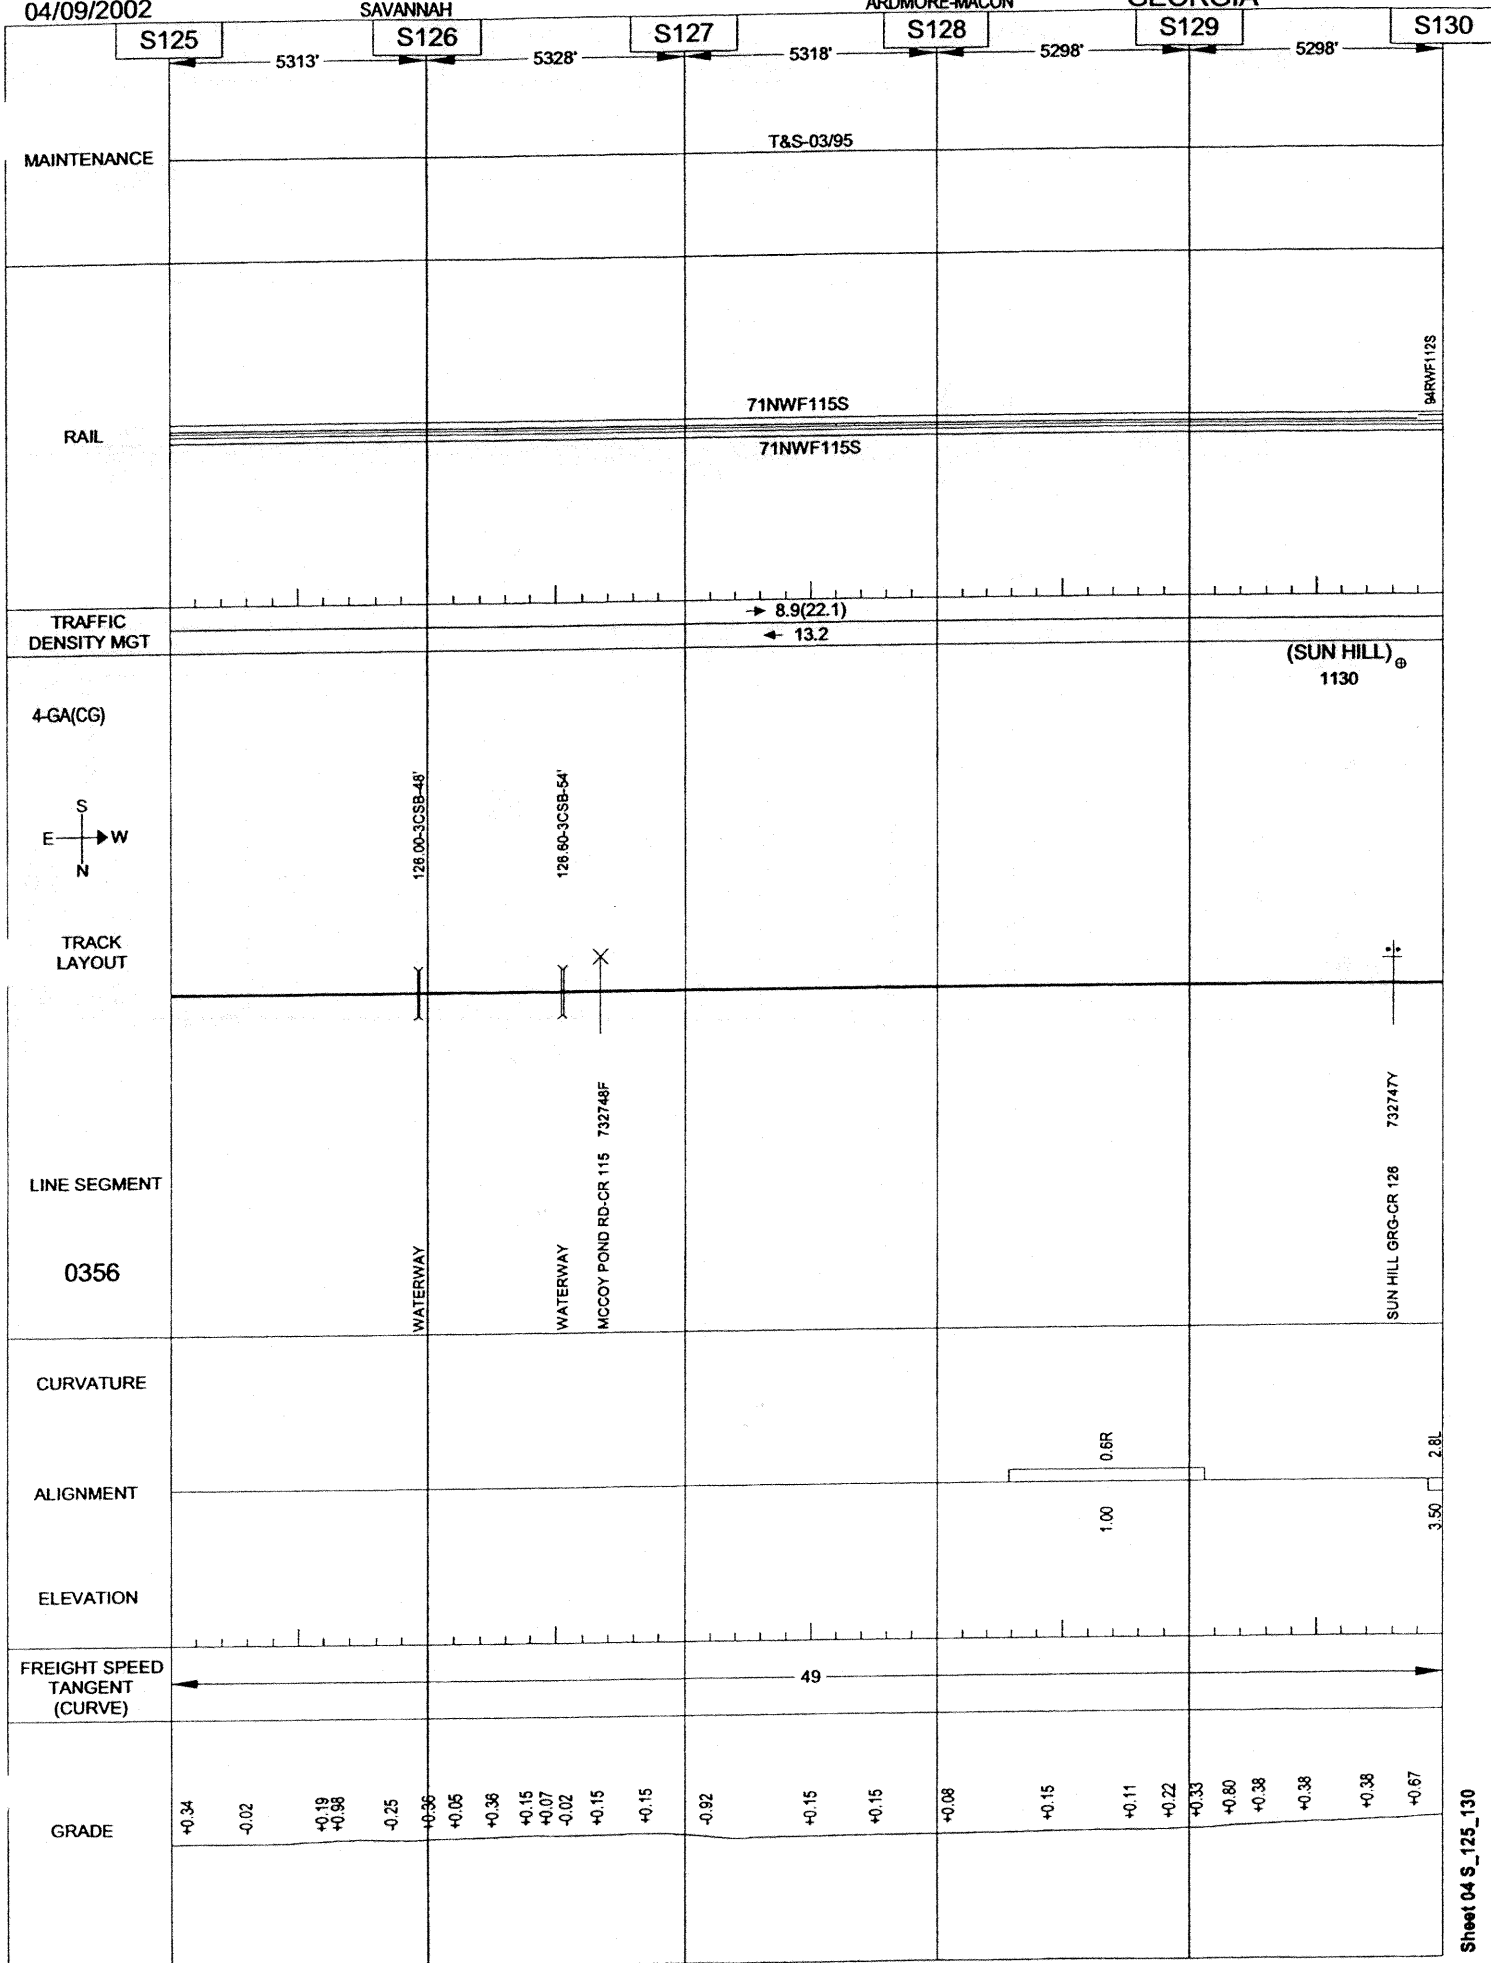 04/09/2002
SAVANNAH
ARDMORE-MACON
GEORGIA
S125
S126
S127
S128
S129
S130
5313'
5328'
5318'
5298'
5298'
MAINTENANCE
T&S-03/95
RAIL
71NWF115S
71NWF115S
94RWF112S
TRAFFIC
DENSITY MGT
→ 8.9(22.1)
← 13.2
(SUN HILL)
1130
4-GA(CG)
S
E W
N
126.00-3CSB-48'
126.60-3CSB-54'
TRACK
LAYOUT
LINE SEGMENT
0356
WATERWAY
WATERWAY
MCCOY POND RD-CR 115 732748F
SUN HILL GRG-CR 126 732747Y
CURVATURE
0.6R
2.8L
ALIGNMENT
1.00
3.50
ELEVATION
FREIGHT SPEED
TANGENT
(CURVE)
49
GRADE
+0.34
-0.02
+0.19
+0.98
-0.25
+0.36
+0.05
+0.36
+0.15
+0.07
-0.02
+0.15
+0.15
-0.92
+0.15
+0.15
+0.08
+0.15
+0.11
+0.22
+0.33
+0.80
+0.38
+0.38
+0.38
+0.67
Sheet 04 S_125_130